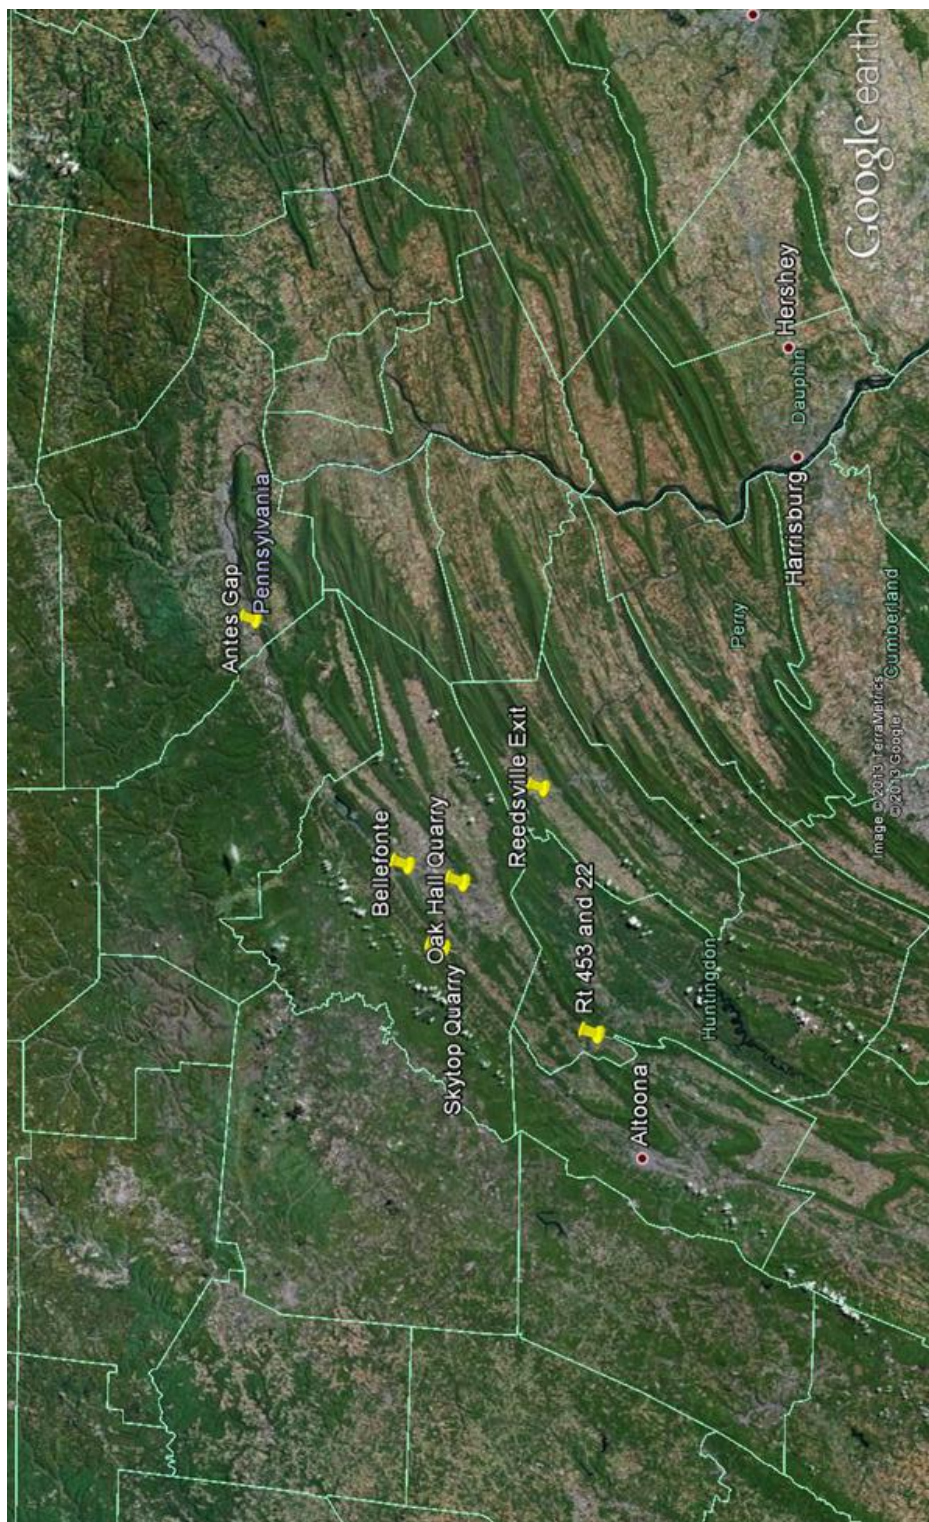 Antes Gap
Pennsylvania
Bellefonte
Oak Hall Quarry
Skytop Quarry
Reedsville Exit
Rt 453 and 22
Altoona
Huntingdon
Perry
Harrisburg
Dauphin
Hershey
Cumberland
Image © 2013 TerraMetrics
© 2013 Google
Google earth